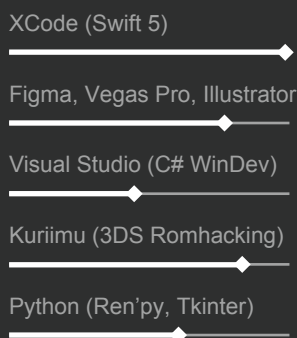 XCode (Swift 5)
Figma, Vegas Pro, Illustrator
Visual Studio (C# WinDev)
Kuriimu (3DS Romhacking)
Python (Ren'py, Tkinter)